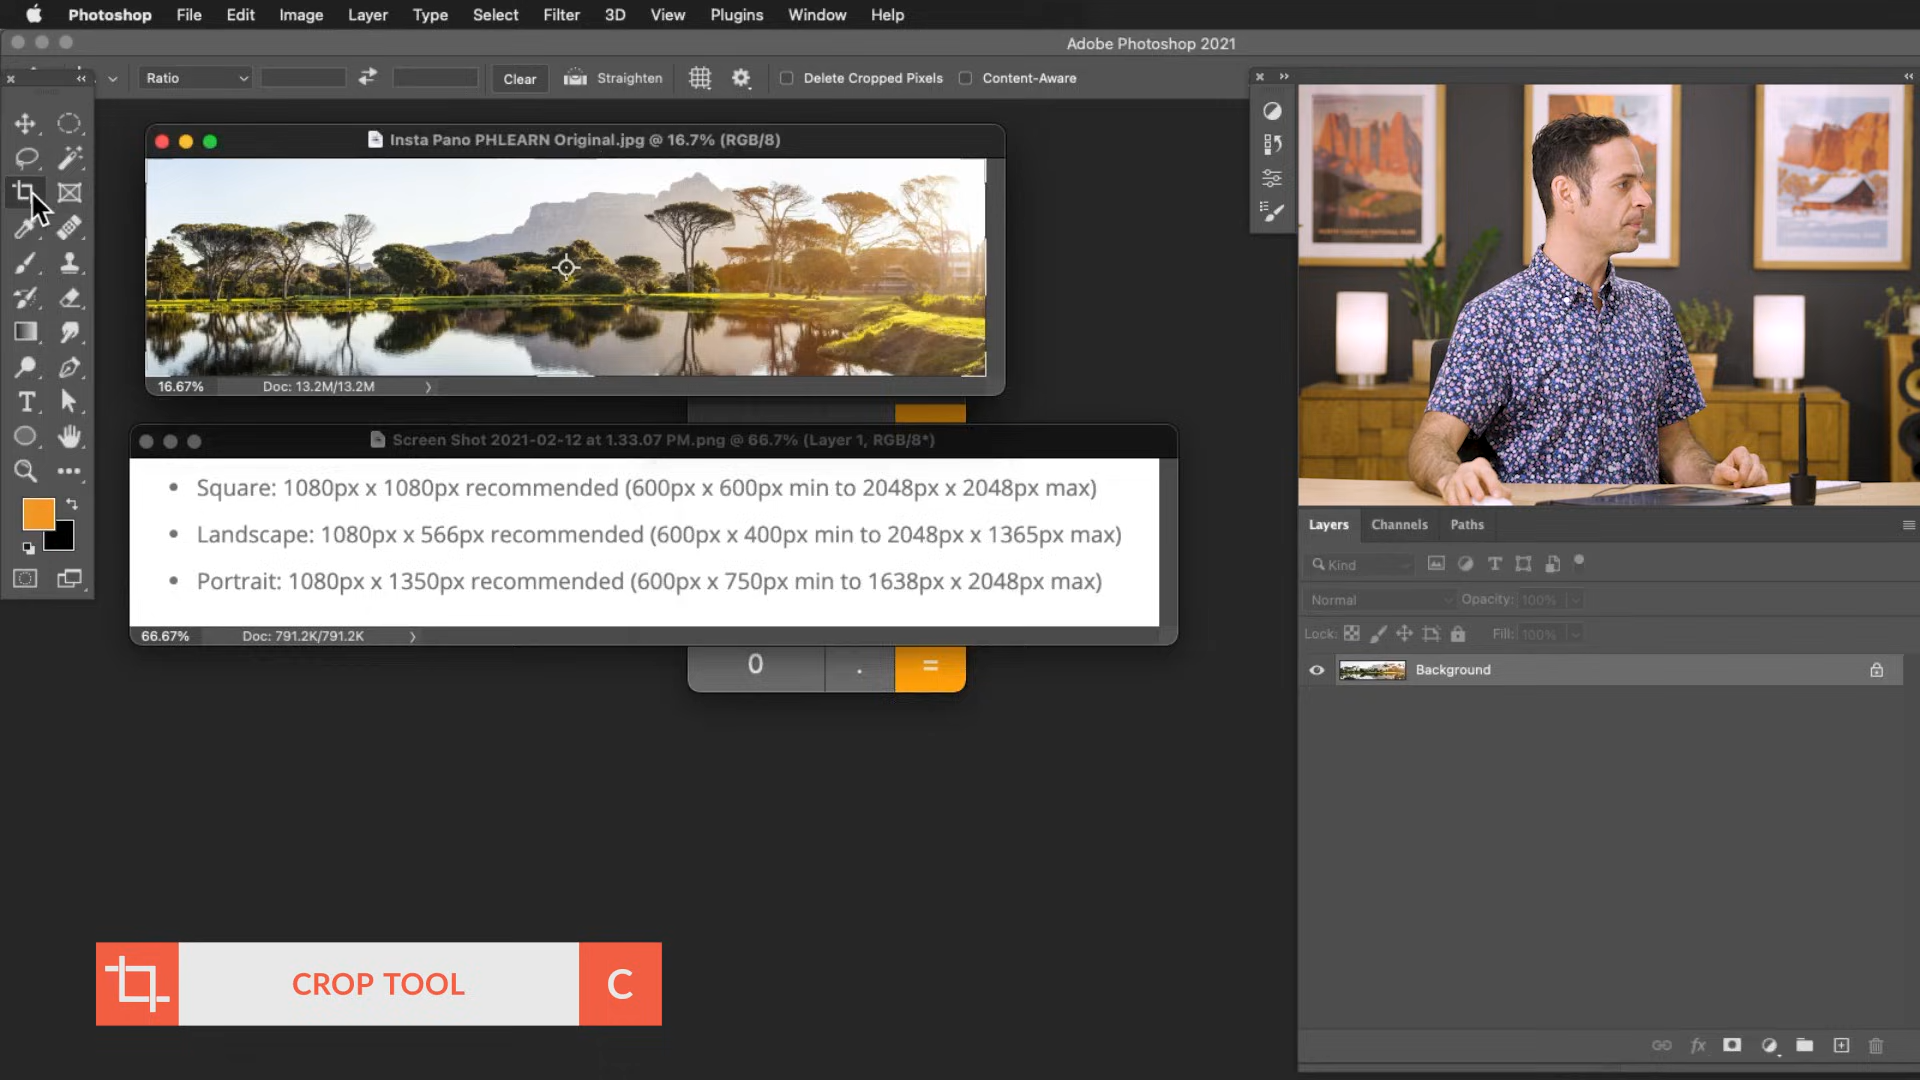 Photoshop File Edit Image Layer Type Select Filter 3D View Plugins Window Help
Adobe Photoshop 2021
Ratio Clear Straighten Delete Cropped Pixels Content-Aware
Insta Pano PHLEARN Original.jpg @ 16.7% (RGB/8)
16.67% Doc: 13.2M/13.2M
Screen Shot 2021-02-12 at 1.33.07 PM.png @ 66.7% (Layer 1, RGB/8*)
• Square: 1080px x 1080px recommended (600px x 600px min to 2048px x 2048px max)
• Landscape: 1080px x 566px recommended (600px x 400px min to 2048px x 1365px max)
• Portrait: 1080px x 1350px recommended (600px x 750px min to 1638px x 2048px max)
66.67% Doc: 791.2K/791.2K
0 . =
Layers Channels Paths
Kind
Normal Opacity: 100%
Lock: Fill: 100%
Background
fx
CROP TOOL C